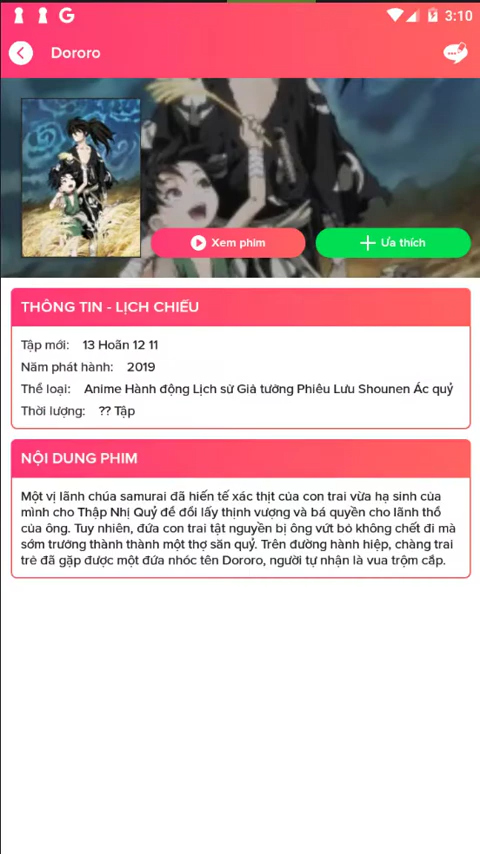 3:10
Dororo
Xem phim
Ưa thích
THÔNG TIN - LỊCH CHIẾU
Tập mới: 13 Hoãn 12 11
Năm phát hành: 2019
Thể loại: Anime Hành động Lịch sử Giả tưởng Phiêu Lưu Shounen Ác quỷ
Thời lượng: ?? Tập
NỘI DUNG PHIM
Một vị lãnh chúa samurai đã hiến tế xác thịt của con trai vừa hạ sinh của
mình cho Thập Nhị Quỷ để đổi lấy thịnh vượng và bá quyền cho lãnh thổ
của ông. Tuy nhiên, đứa con trai tật nguyền bị ông vứt bỏ không chết đi mà
sớm trưởng thành thành một thợ săn quỷ. Trên đường hành hiệp, chàng trai
trẻ đã gặp được một đứa nhóc tên Dororo, người tự nhận là vua trộm cắp.